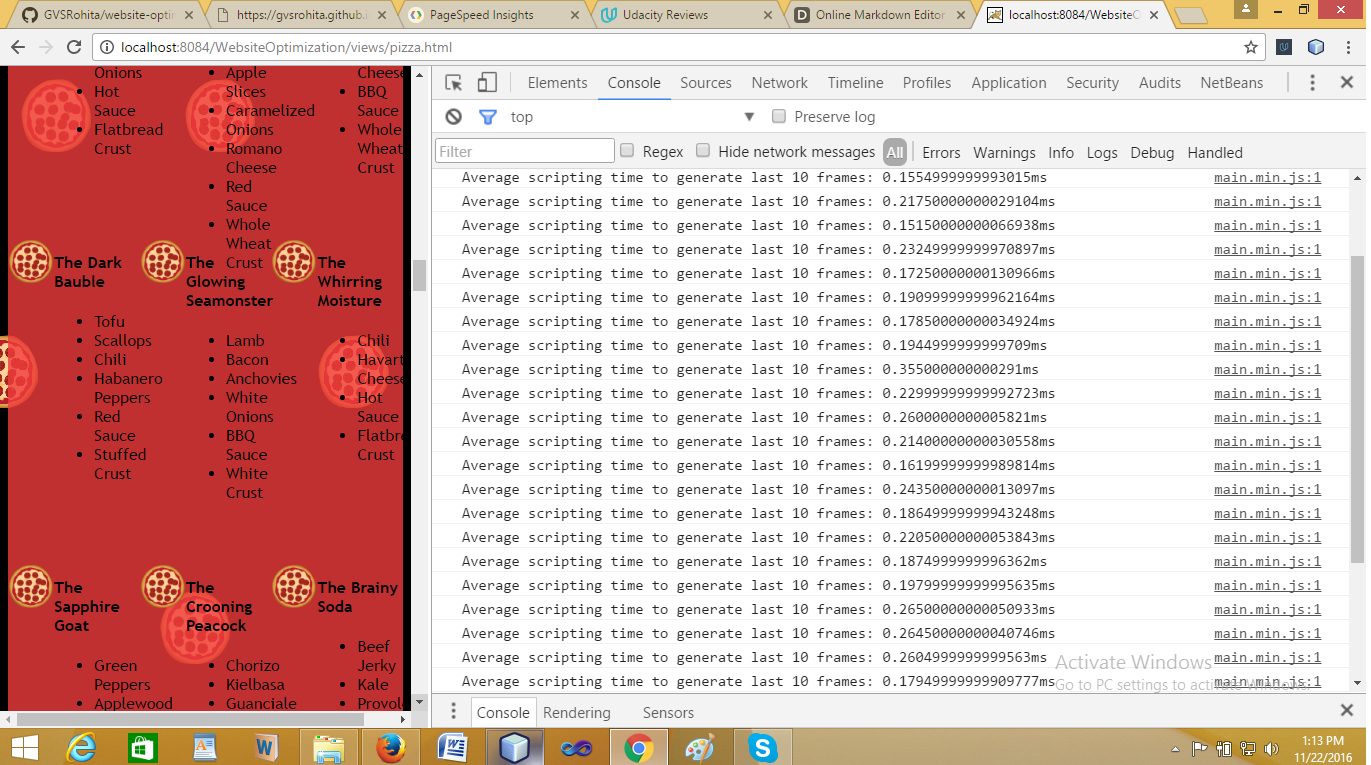 GVSRohita/website-optim
https://gvsrohita.github.i
PageSpeed Insights
Udacity Reviews
Online Markdown Editor
localhost:8084/WebsiteO
localhost:8084/WebsiteOptimization/views/pizza.html
Onions
Hot
Sauce
Flatbread
Crust
Apple
Slices
Caramelized
Onions
Romano
Cheese
Red
Sauce
Whole
Wheat
Crust
Cheese
BBQ
Sauce
Whole
Wheat
Crust
The Dark
Bauble
Tofu
Scallops
Chili
Habanero
Peppers
Red
Sauce
Stuffed
Crust
The
Glowing
Seamonster
Lamb
Bacon
Anchovies
White
Onions
BBQ
Sauce
White
Crust
The
Whirring
Moisture
Chili
Havart
Cheese
Hot
Sauce
Flatbre
Crust
The
Sapphire
Goat
Green
Peppers
Applewood
The
Crooning
Peacock
Chorizo
Kielbasa
Guanciale
The Brainy
Soda
Beef
Jerky
Kale
Provolo
Elements Console Sources Network Timeline Profiles Application Security Audits NetBeans
top Preserve log
Filter Regex Hide network messages All Errors Warnings Info Logs Debug Handled
Average scripting time to generate last 10 frames: 0.1554999999993015ms main.min.js:1
Average scripting time to generate last 10 frames: 0.21750000000029104ms main.min.js:1
Average scripting time to generate last 10 frames: 0.15150000000066938ms main.min.js:1
Average scripting time to generate last 10 frames: 0.23249999999970897ms main.min.js:1
Average scripting time to generate last 10 frames: 0.17250000000130966ms main.min.js:1
Average scripting time to generate last 10 frames: 0.19099999999962164ms main.min.js:1
Average scripting time to generate last 10 frames: 0.17850000000034924ms main.min.js:1
Average scripting time to generate last 10 frames: 0.1944999999999709ms main.min.js:1
Average scripting time to generate last 10 frames: 0.355000000000291ms main.min.js:1
Average scripting time to generate last 10 frames: 0.22999999999992723ms main.min.js:1
Average scripting time to generate last 10 frames: 0.2600000000005821ms main.min.js:1
Average scripting time to generate last 10 frames: 0.21400000000030558ms main.min.js:1
Average scripting time to generate last 10 frames: 0.16199999999989814ms main.min.js:1
Average scripting time to generate last 10 frames: 0.24350000000013097ms main.min.js:1
Average scripting time to generate last 10 frames: 0.18649999999943248ms main.min.js:1
Average scripting time to generate last 10 frames: 0.22050000000053843ms main.min.js:1
Average scripting time to generate last 10 frames: 0.1874999999996362ms main.min.js:1
Average scripting time to generate last 10 frames: 0.19799999999995635ms main.min.js:1
Average scripting time to generate last 10 frames: 0.26500000000050933ms main.min.js:1
Average scripting time to generate last 10 frames: 0.26450000000040746ms main.min.js:1
Average scripting time to generate last 10 frames: 0.2604999999999563ms main.min.js:1
Average scripting time to generate last 10 frames: 0.17949999999909777ms main.min.js:1
Activate Windows
Go to PC settings to activate Windows.
Console Rendering Sensors
1:13 PM
11/22/2016